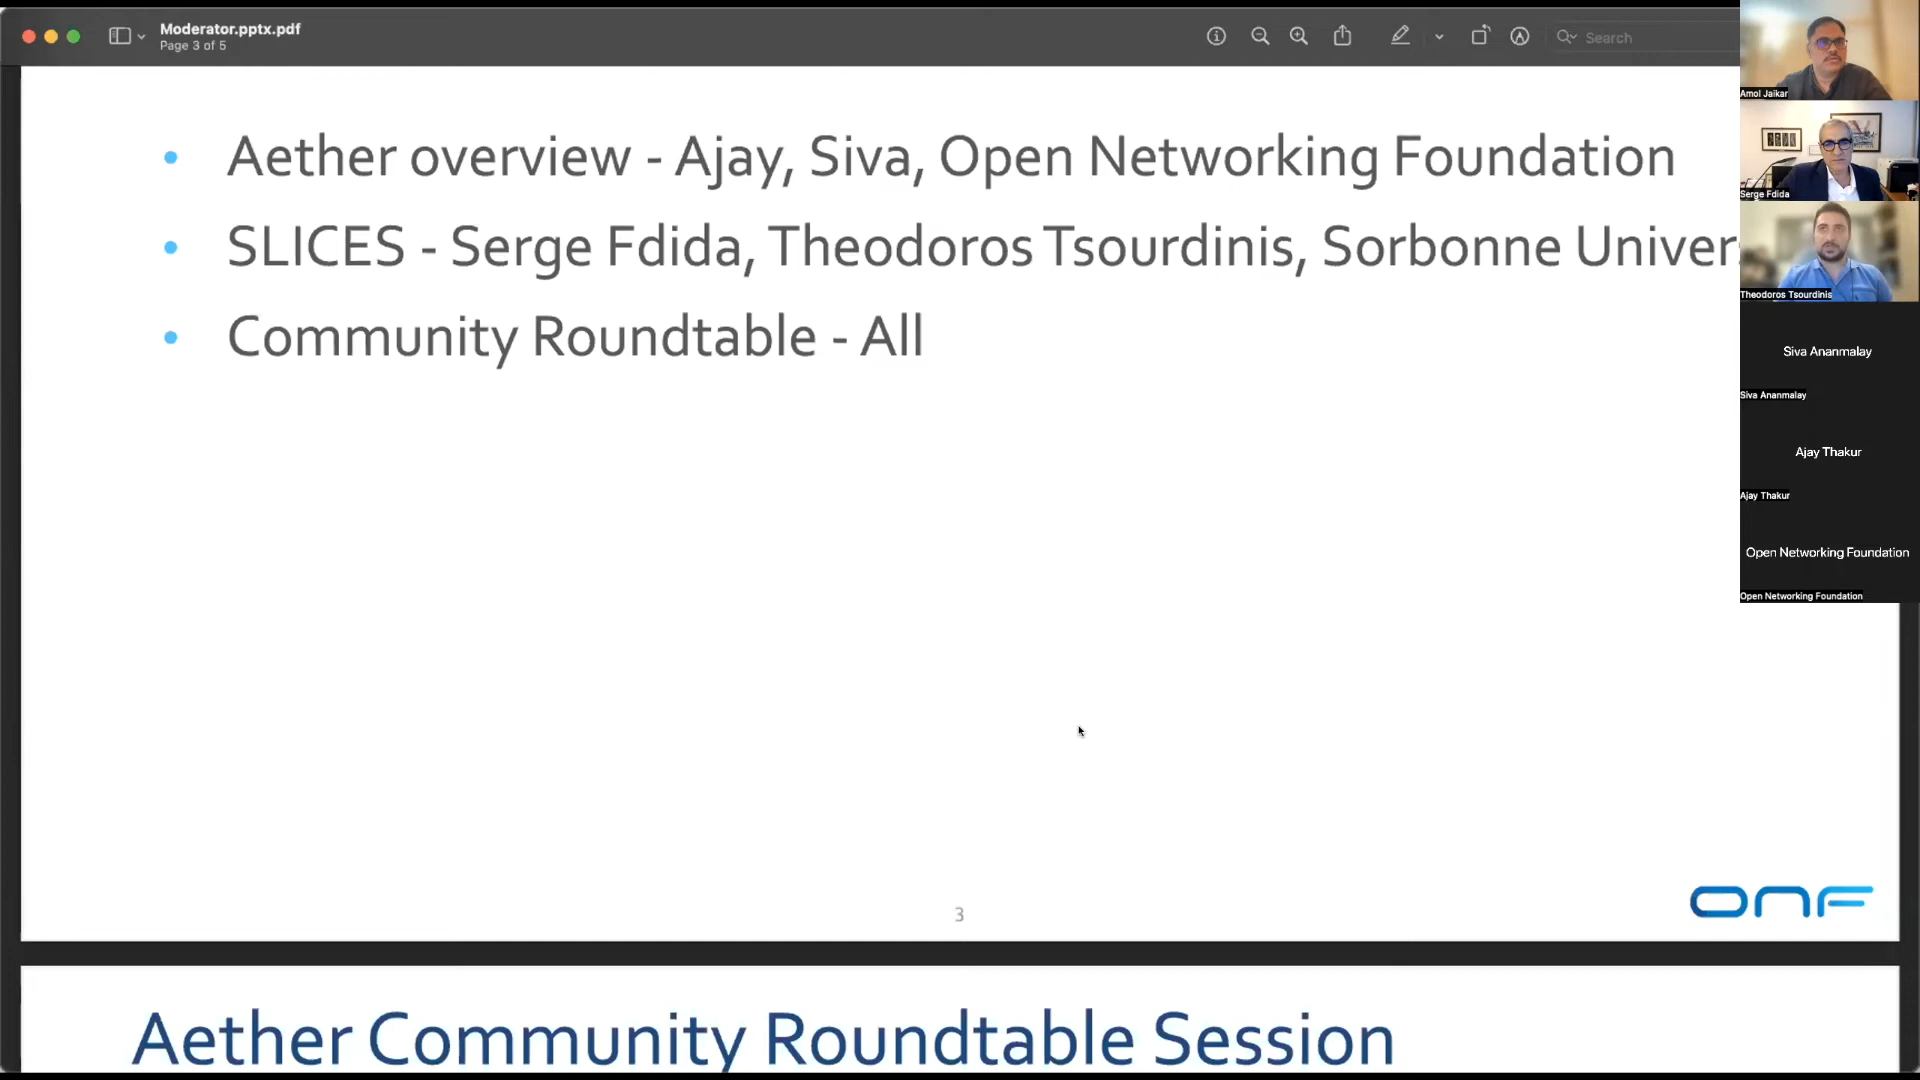 Moderator.pptx.pdf
Page 3 of 5
Search
• Aether overview - Ajay, Siva, Open Networking Foundation
• SLICES - Serge Fdida, Theodoros Tsourdinis, Sorbonne Univer
• Community Roundtable - All
3
ONF
Aether Community Roundtable Session
Amol Jaikar
Serge Fdida
Theodoros Tsourdinis
Siva Ananmalay
Siva Ananmalay
Ajay Thakur
Ajay Thakur
Open Networking Foundation
Open Networking Foundation